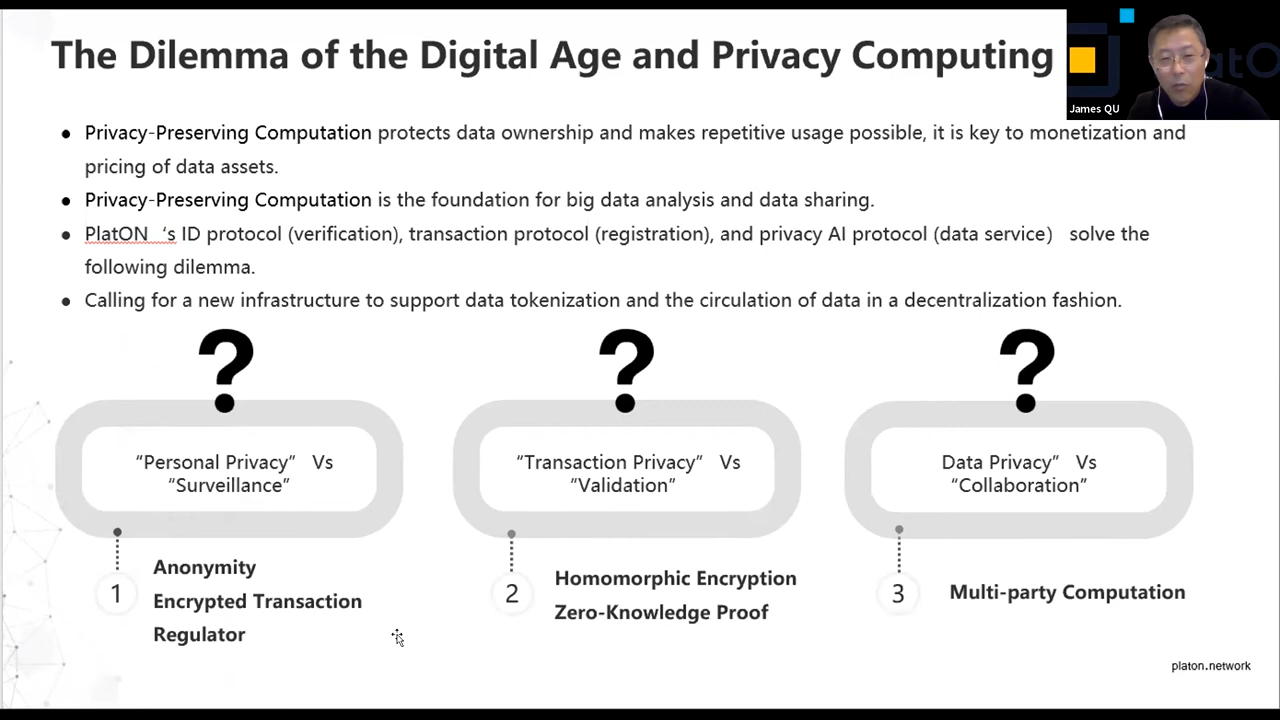 The Dilemma of the Digital Age and Privacy Computing
James QU
● Privacy-Preserving Computation protects data ownership and makes repetitive usage possible, it is key to monetization and
pricing of data assets.
● Privacy-Preserving Computation is the foundation for big data analysis and data sharing.
● PlatON ‘s ID protocol (verification), transaction protocol (registration), and privacy AI protocol (data service) solve the
following dilemma.
● Calling for a new infrastructure to support data tokenization and the circulation of data in a decentralization fashion.
?
?
?
“Personal Privacy” Vs
“Surveillance”
“Transaction Privacy” Vs
“Validation”
Data Privacy” Vs
“Collaboration”
1
Anonymity
Encrypted Transaction
Regulator
2
Homomorphic Encryption
Zero-Knowledge Proof
3
Multi-party Computation
platon.network